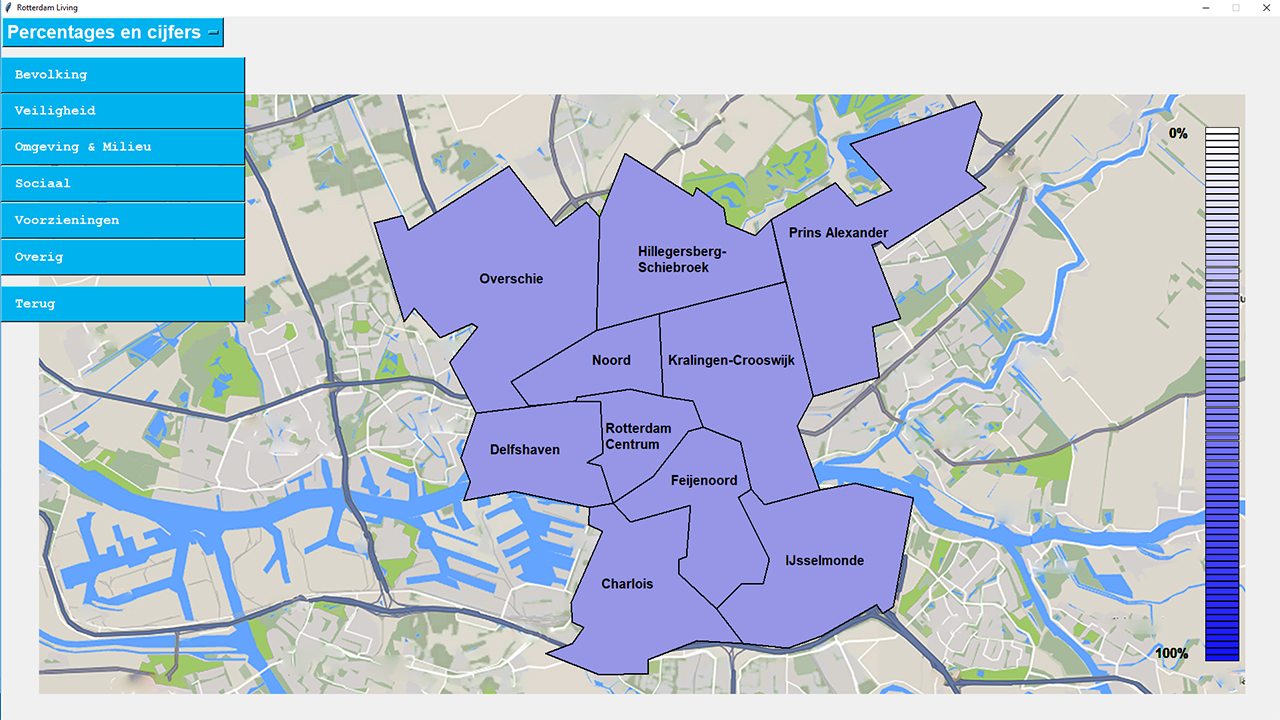 Rotterdam Living
Percentages en cijfers
Bevolking
Veiligheid
Omgeving & Milieu
Sociaal
Voorzieningen
Overig
Terug
0%
Prins Alexander
Hillegersberg-
Schiebroek
Overschie
Noord
Kralingen-Crooswijk
Rotterdam
Centrum
Delfshaven
Feijenoord
IJsselmonde
Charlois
100%